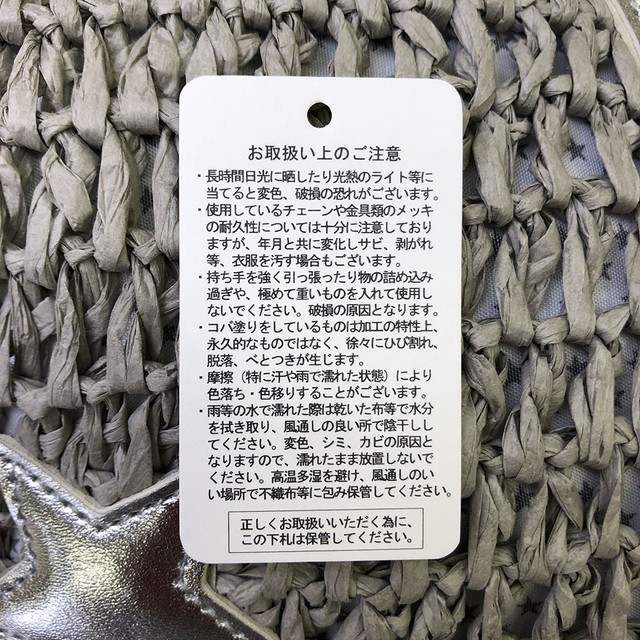 お取扱い上のご注意
・長時間日光に晒したり光熱のライト等に
当てると変色、破損の恐れがございます。
・使用しているチェーンや金具類のメッキ
の耐久性については十分に注意しており
ますが、年月と共に変化しサビ、剥がれ
等、衣服を汚す場合もございます。
・持ち手を強く引っ張ったり物の詰め込み
過ぎや、極めて重いものを入れて使用し
ないでください。破損の原因となります。
・コバ塗りをしているものは加工の特性上、
永久的なものではなく、徐々にひび割れ、
脱落、べとつきが生じます。
・摩擦（特に汗や雨で濡れた状態）により
色落ち・色移りすることがございます。
・雨等の水で濡れた際は乾いた布等で水分
を拭き取り、風通しの良い所で陰干し
してください。変色、シミ、カビの原因と
なりますので、濡れたまま放置しないで
ください。高温多湿を避け、風通しのい
い場所で不織布等に包み保管してください。
正しくお取扱いいただく為に、
この下札は保管してください。